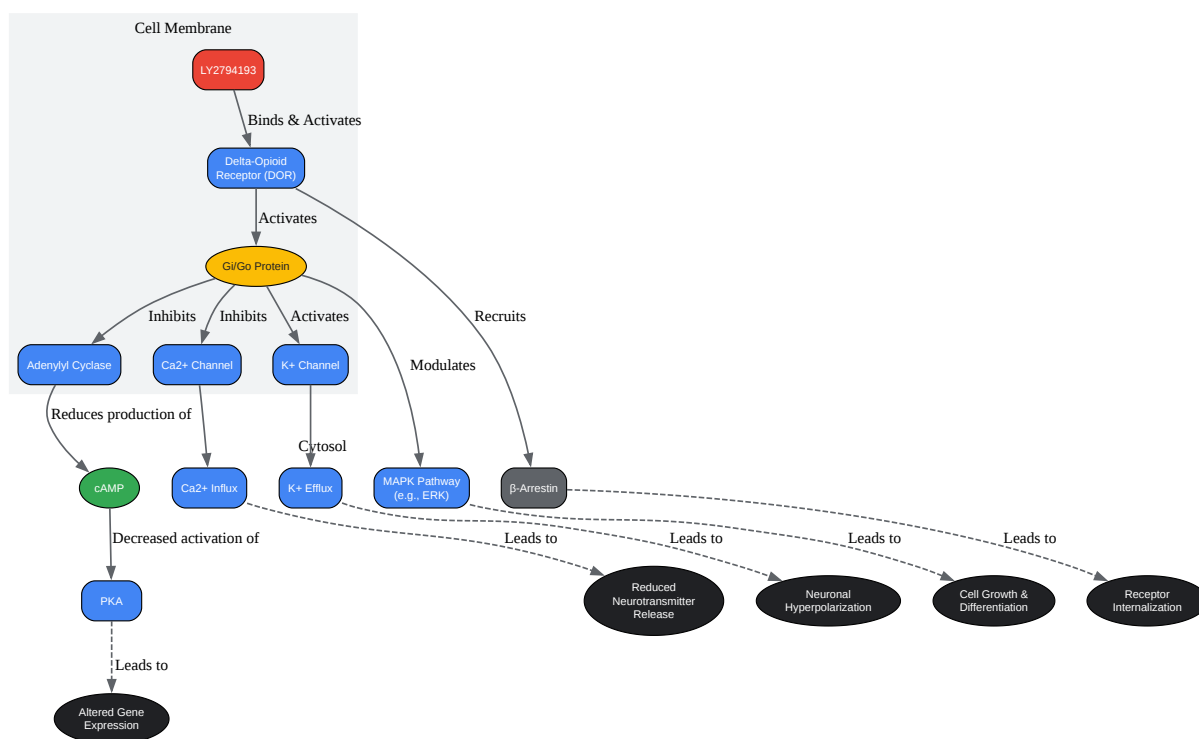 Cell Membrane
LY2794193
Binds & Activates
Delta-Opioid
Receptor (DOR)
Activates
Gi/Go Protein
Inhibits
Inhibits
Activates
Recruits
Adenylyl Cyclase
Ca2+ Channel
K+ Channel
Modulates
Reduces production of
Cytosol
cAMP
Ca2+ Influx
K+ Efflux
MAPK Pathway
(e.g., ERK)
β-Arrestin
Decreased activation of
Leads to
Leads to
Leads to
Leads to
PKA
Reduced
Neurotransmitter
Release
Neuronal
Hyperpolarization
Cell Growth &
Differentiation
Receptor
Internalization
Leads to
Altered Gene
Expression